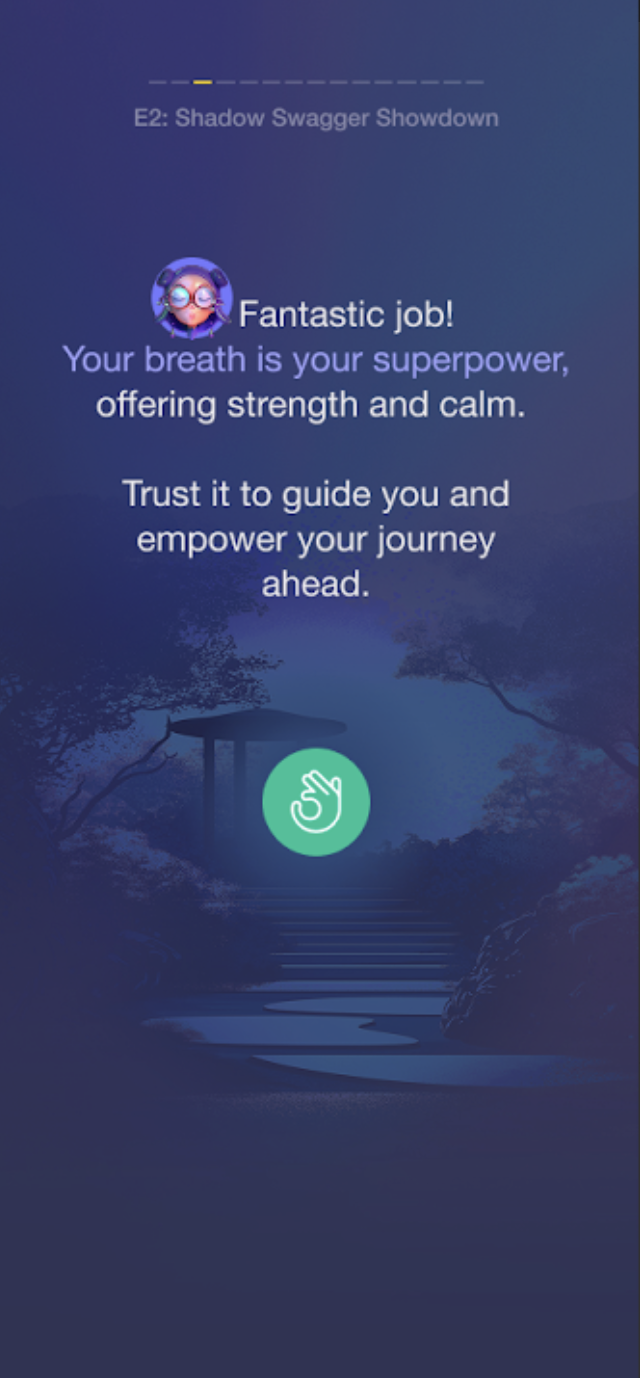 E2: Shadow Swagger Showdown
Fantastic job!
Your breath is your superpower,
offering strength and calm.
Trust it to guide you and
empower your journey
ahead.